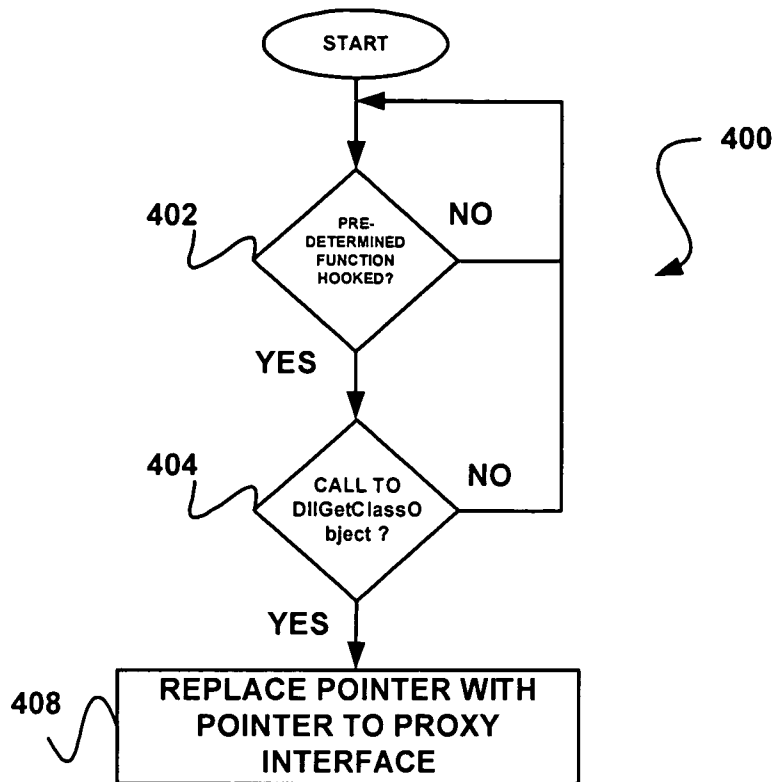 START
400
402
PRE-
DETERMINED
FUNCTION
HOOKED?
NO
YES
404
CALL TO
DllGetClassO
bject ?
NO
YES
408
REPLACE POINTER WITH
POINTER TO PROXY
INTERFACE